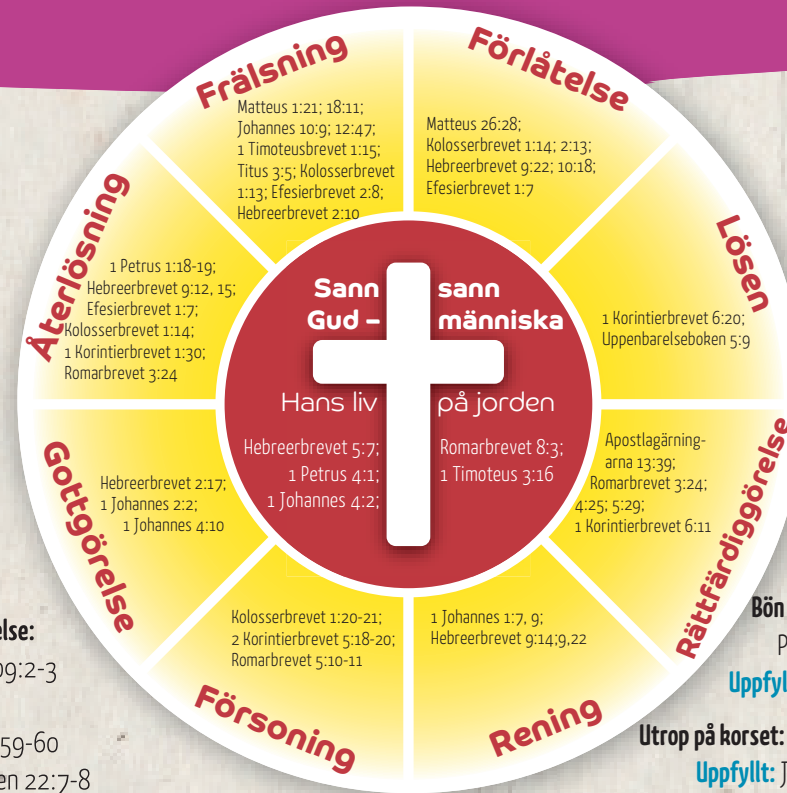 Frälsning
Matteus 1:21; 18:11;
Johannes 10:9; 12:47;
1 Timoteusbrevet 1:15;
Titus 3:5; Kolosserbrevet
1:13; Efesierbrevet 2:8;
Hebreerbrevet 2:10
Förlåtelse
Matteus 26:28;
Kolosserbrevet 1:14; 2:13;
Hebreerbrevet 9:22; 10:18;
Efesierbrevet 1:7
Lösen
1 Korintierbrevet 6:20;
Uppenbarelseboken 5:9
Rättfärdiggörelse
Apostlagärning-
arna 13:39;
Romarbrevet 3:24;
4:25; 5:29;
1 Korintierbrevet 6:11
Rening
1 Johannes 1:7, 9;
Hebreerbrevet 9:14;9,22
Försoning
Kolosserbrevet 1:20-21;
2 Korintierbrevet 5:18-20;
Romarbrevet 5:10-11
Gottgörelse
Hebreerbrevet 2:17;
1 Johannes 2:2;
1 Johannes 4:10
Återlösning
1 Petrus 1:18-19;
Hebreerbrevet 9:12, 15;
Efesierbrevet 1:7;
Kolosserbrevet 1:14;
1 Korintierbrevet 1:30;
Romarbrevet 3:24
Sann sann
Gud – människa
Hans liv på jorden
Hebreerbrevet 5:7;
1 Petrus 4:1;
1 Johannes 4:2;
Romarbrevet 8:3;
1 Timoteus 3:16
else:
09:2-3
59-60
en 22:7-8
Bön
P
Uppfyl
Utrop på korset:
Uppfyllt: J